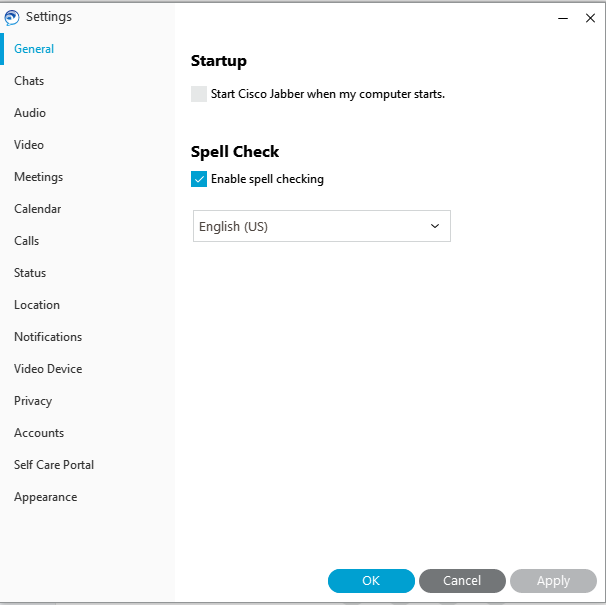 Settings
General
Chats
Audio
Video
Meetings
Calendar
Calls
Status
Location
Notifications
Video Device
Privacy
Accounts
Self Care Portal
Appearance
Startup
Start Cisco Jabber when my computer starts.
Spell Check
Enable spell checking
English (US)
OK Cancel Apply